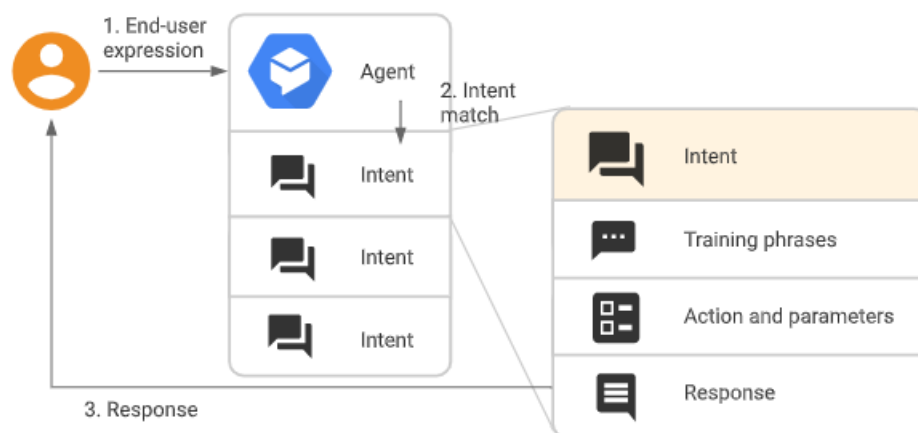 1. End-user
expression
Agent
2. Intent
match
Intent
Intent
Intent
Intent
Training phrases
Action and parameters
Response
3. Response